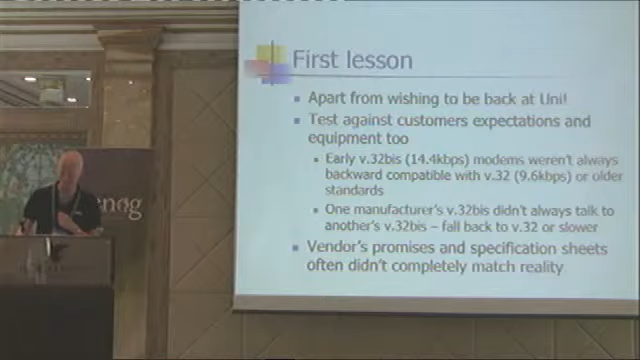 First lesson
Apart from wishing to be back at Uni!
Test against customers expectations and
equipment too
Early v.32bis (14.4kbps) modems weren't always
backward compatible with v.32 (9.6kbps) or older
standards
One manufacturer's v.32bis didn't always talk to
another's v.32bis – fall back to v.32 or slower
Vendor's promises and specification sheets
often didn't completely match reality